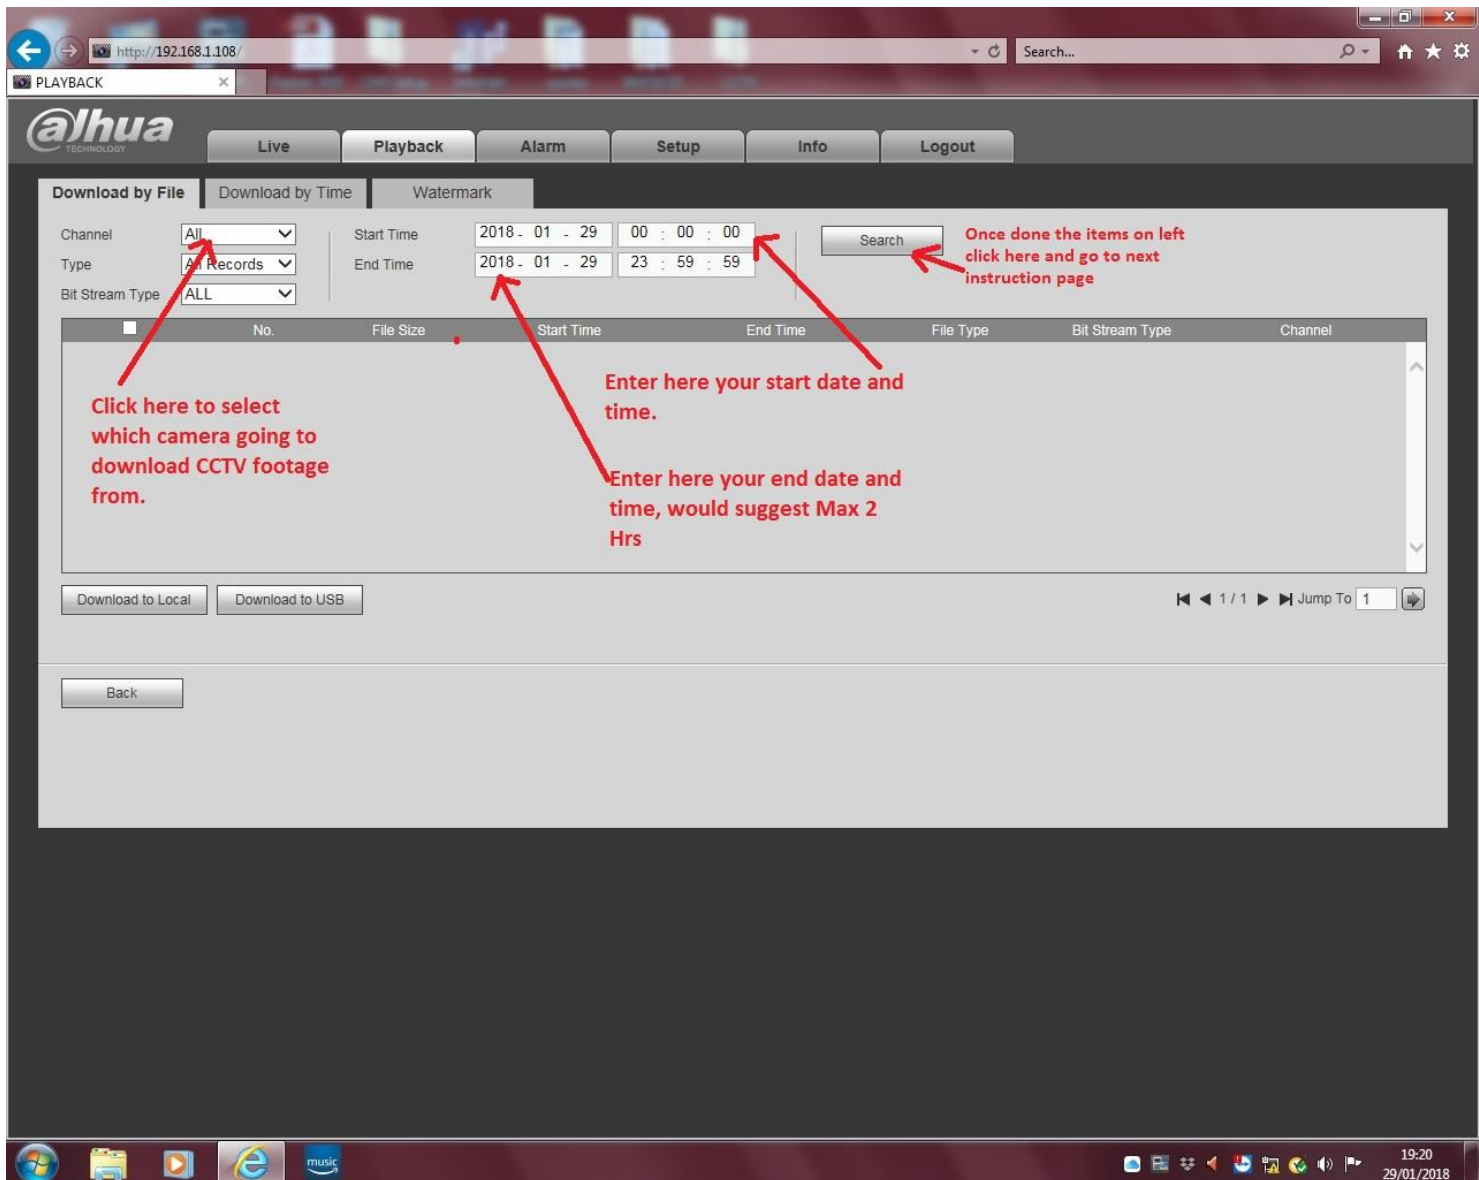 http://192.168.1.108/
Search...
PLAYBACK
alhua
TECHNOLOGY
Live
Playback
Alarm
Setup
Info
Logout
Download by File
Download by Time
Watermark
Channel
All
Start Time
2018 - 01 - 29
00 : 00 : 00
Search
Once done the items on left
click here and go to next
instruction page
Type
All Records
End Time
2018 - 01 - 29
23 : 59 : 59
Bit Stream Type
ALL
No.
File Size
Start Time
End Time
File Type
Bit Stream Type
Channel
Click here to select
which camera going to
download CCTV footage
from.
Enter here your start date and
time.
Enter here your end date and
time, would suggest Max 2
Hrs
Download to Local
Download to USB
1 / 1
Jump To
1
Back
music
19:20
29/01/2018